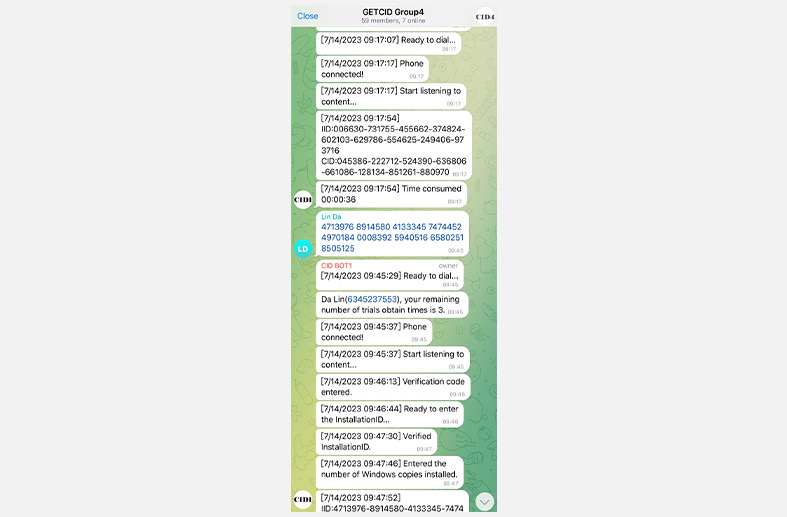 Close
GETCID Group4
59 members, 7 online
CID4
[7/14/2023 09:17:07] Ready to dial...
09:17
[7/14/2023 09:17:17] Phone
connected!
09:17
[7/14/2023 09:17:17] Start listening to
content...
09:17
[7/14/2023 09:17:54]
IID:006630-731755-455662-374824-
602103-629786-554625-249406-97
3716
CID:045386-222712-524390-636806
-661086-128134-851261-880970
09:17
[7/14/2023 09:17:54] Time consumed
00:00:36
09:17
CID1
Lin Da
4713976 8914580 4133345 7474452
4970184 0008392 5940516 6580251
8505125
09:45
LD
CID BOT1
owner
[7/14/2023 09:45:29] Ready to dial...
09:45
Da Lin(6345237553), your remaining
number of trials obtain times is 3.
09:45
[7/14/2023 09:45:37] Phone
connected!
09:45
[7/14/2023 09:45:37] Start listening to
content...
09:45
[7/14/2023 09:46:13] Verification code
entered.
09:46
[7/14/2023 09:46:44] Ready to enter
the InstallationID...
09:46
[7/14/2023 09:47:30] Verified
InstallationID.
09:47
[7/14/2023 09:47:46] Entered the
number of Windows copies installed.
09:47
CID1
[7/14/2023 09:47:52]
IID:4713976-8914580-4133345-7474